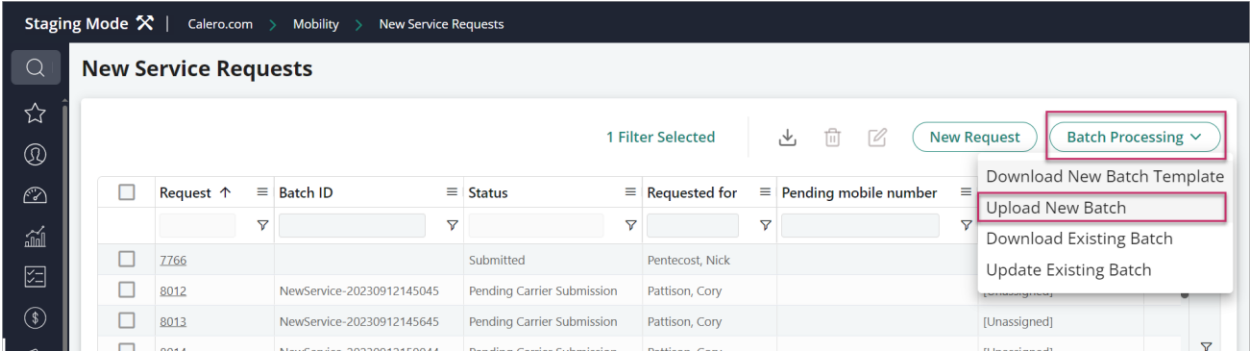 Staging Mode | Calero.com > Mobility > New Service Requests
New Service Requests
1 Filter Selected New Request Batch Processing
Download New Batch Template
Upload New Batch
Download Existing Batch
Update Existing Batch
Request ↑ Batch ID Status Requested for Pending mobile number
7766 Submitted Pentecost, Nick
8012 NewService-20230912145045 Pending Carrier Submission Pattison, Cory [Unassigned]
8013 NewService-20230912145645 Pending Carrier Submission Pattison, Cory [Unassigned]